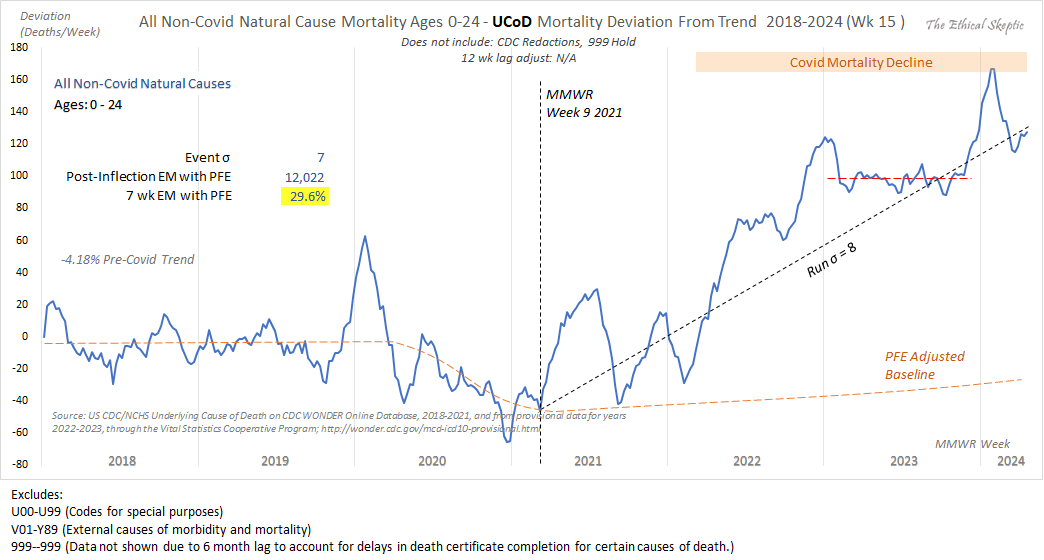 Deviation
(Deaths/Week)
All Non-Covid Natural Cause Mortality Ages 0-24 - UCoD Mortality Deviation From Trend 2018-2024 (Wk 15 )
The Ethical Skeptic
Does not include: CDC Redactions, 999 Hold
12 wk lag adjust: N/A
180
160
140
120
100
80
60
40
20
0
-20
-40
-60
-80
Covid Mortality Decline
All Non-Covid Natural Causes
Ages: 0 - 24
MMWR
Week 9 2021
Event σ 7
Post-Inflection EM with PFE 12,022
7 wk EM with PFE 29.6%
-4.18% Pre-Covid Trend
Run σ = 8
PFE Adjusted
Baseline
Source: US CDC/NCHS Underlying Cause of Death on CDC WONDER Online Database, 2018-2021, and from provisional data for years
2022-2023, through the Vital Statistics Cooperative Program; http://wonder.cdc.gov/mcd-icd10-provisional.html
MMWR Week
2018 2019 2020 2021 2022 2023 2024
Excludes:
U00-U99 (Codes for special purposes)
V01-Y89 (External causes of morbidity and mortality)
999--999 (Data not shown due to 6 month lag to account for delays in death certificate completion for certain causes of death.)